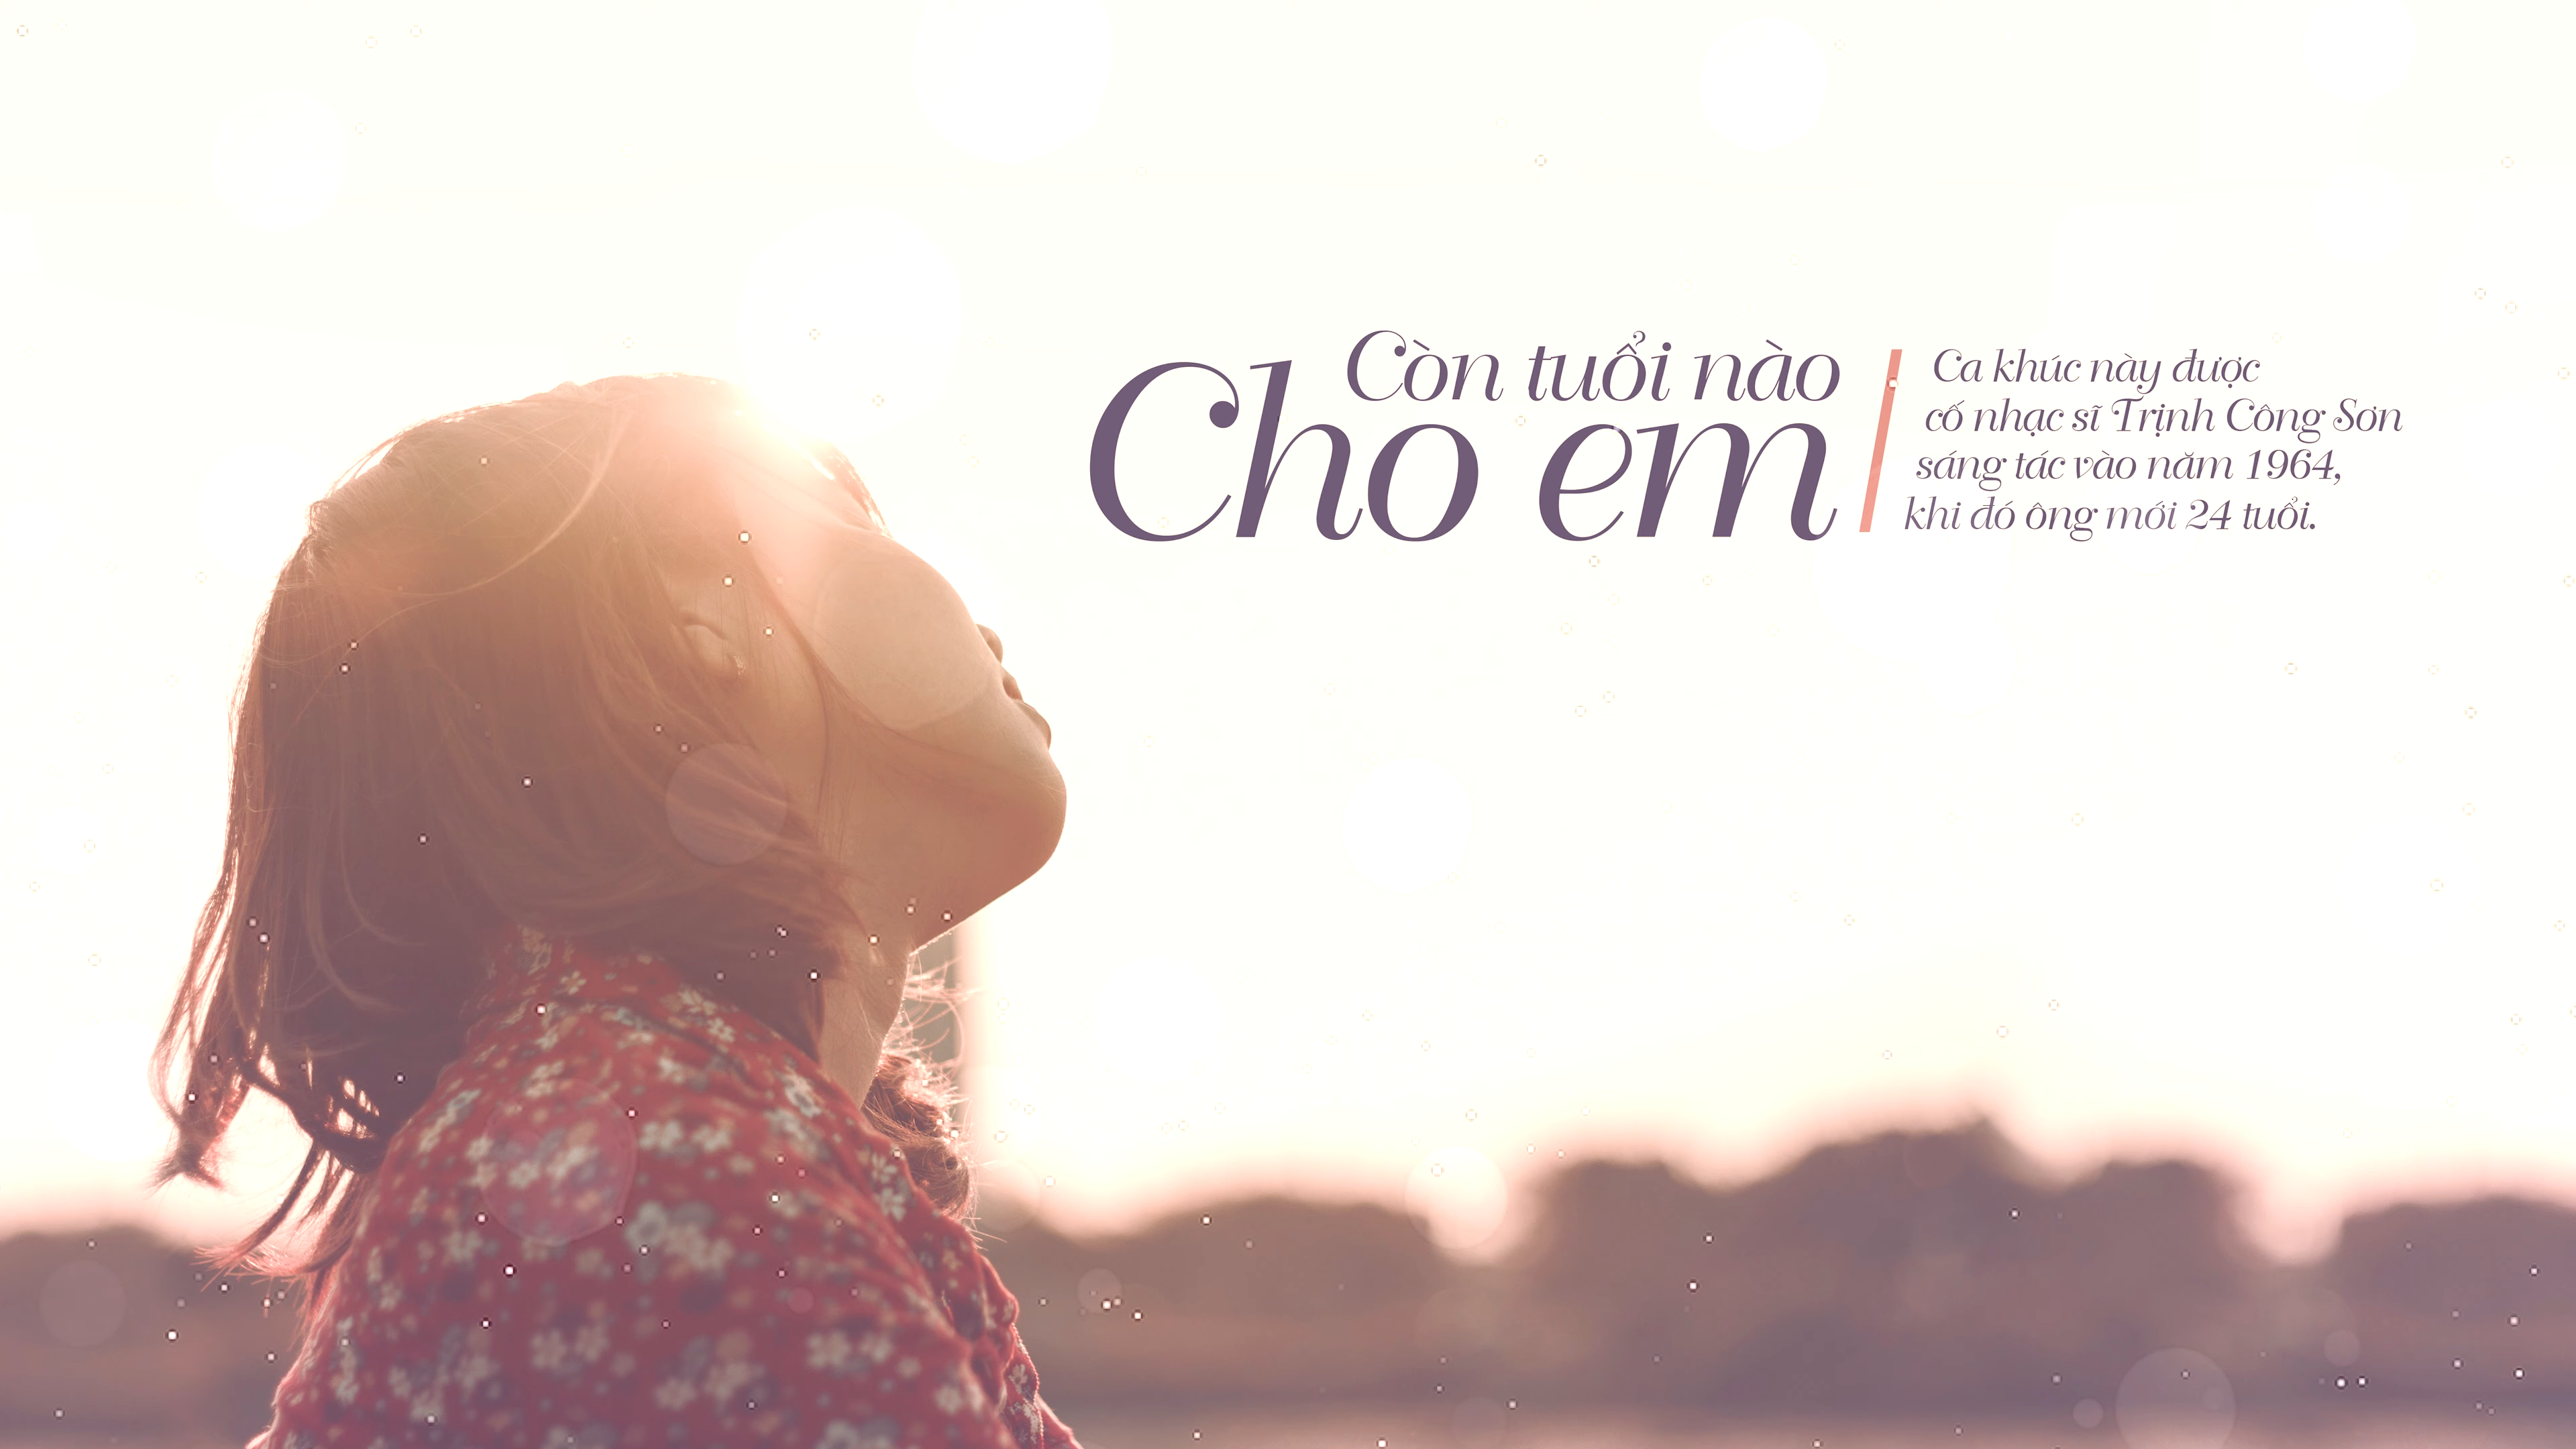 Còn tuổi nào
Cho em
Ca khúc này được
cố nhạc sĩ Trịnh Công Sơn
sáng tác vào năm 1964,
khi đó ông mới 24 tuổi.